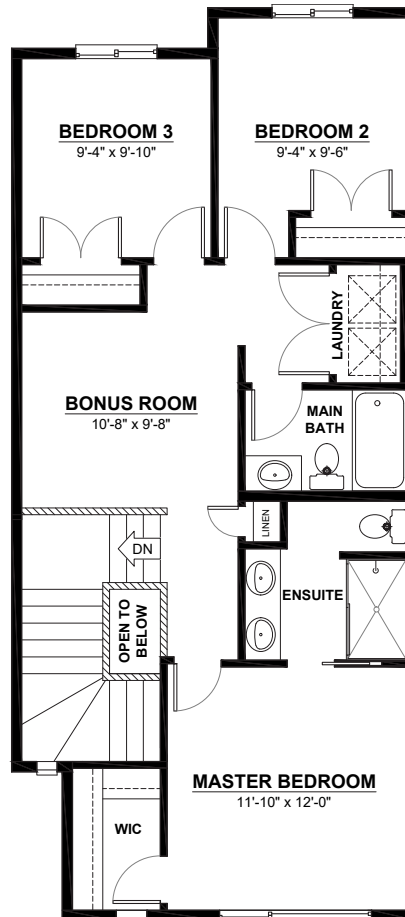 BEDROOM 3
9'-4" x 9'-10"
BEDROOM 2
9'-4" x 9'-6"
LAUNDRY
BONUS ROOM
10'-8" x 9'-8"
MAIN
BATH
LINEN
DN
ENSUITE
OPEN TO
BELOW
MASTER BEDROOM
11'-10" x 12'-0"
WIC